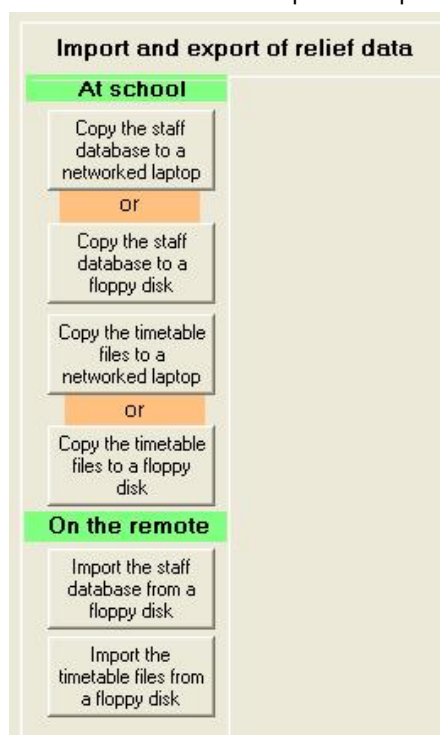 Import and export of relief data
At school
Copy the staff
database to a
networked laptop
or
Copy the staff
database to a
floppy disk
Copy the timetable
files to a
networked laptop
or
Copy the timetable
files to a floppy
disk
On the remote
Import the staff
database from a
floppy disk
Import the
timetable files from
a floppy disk